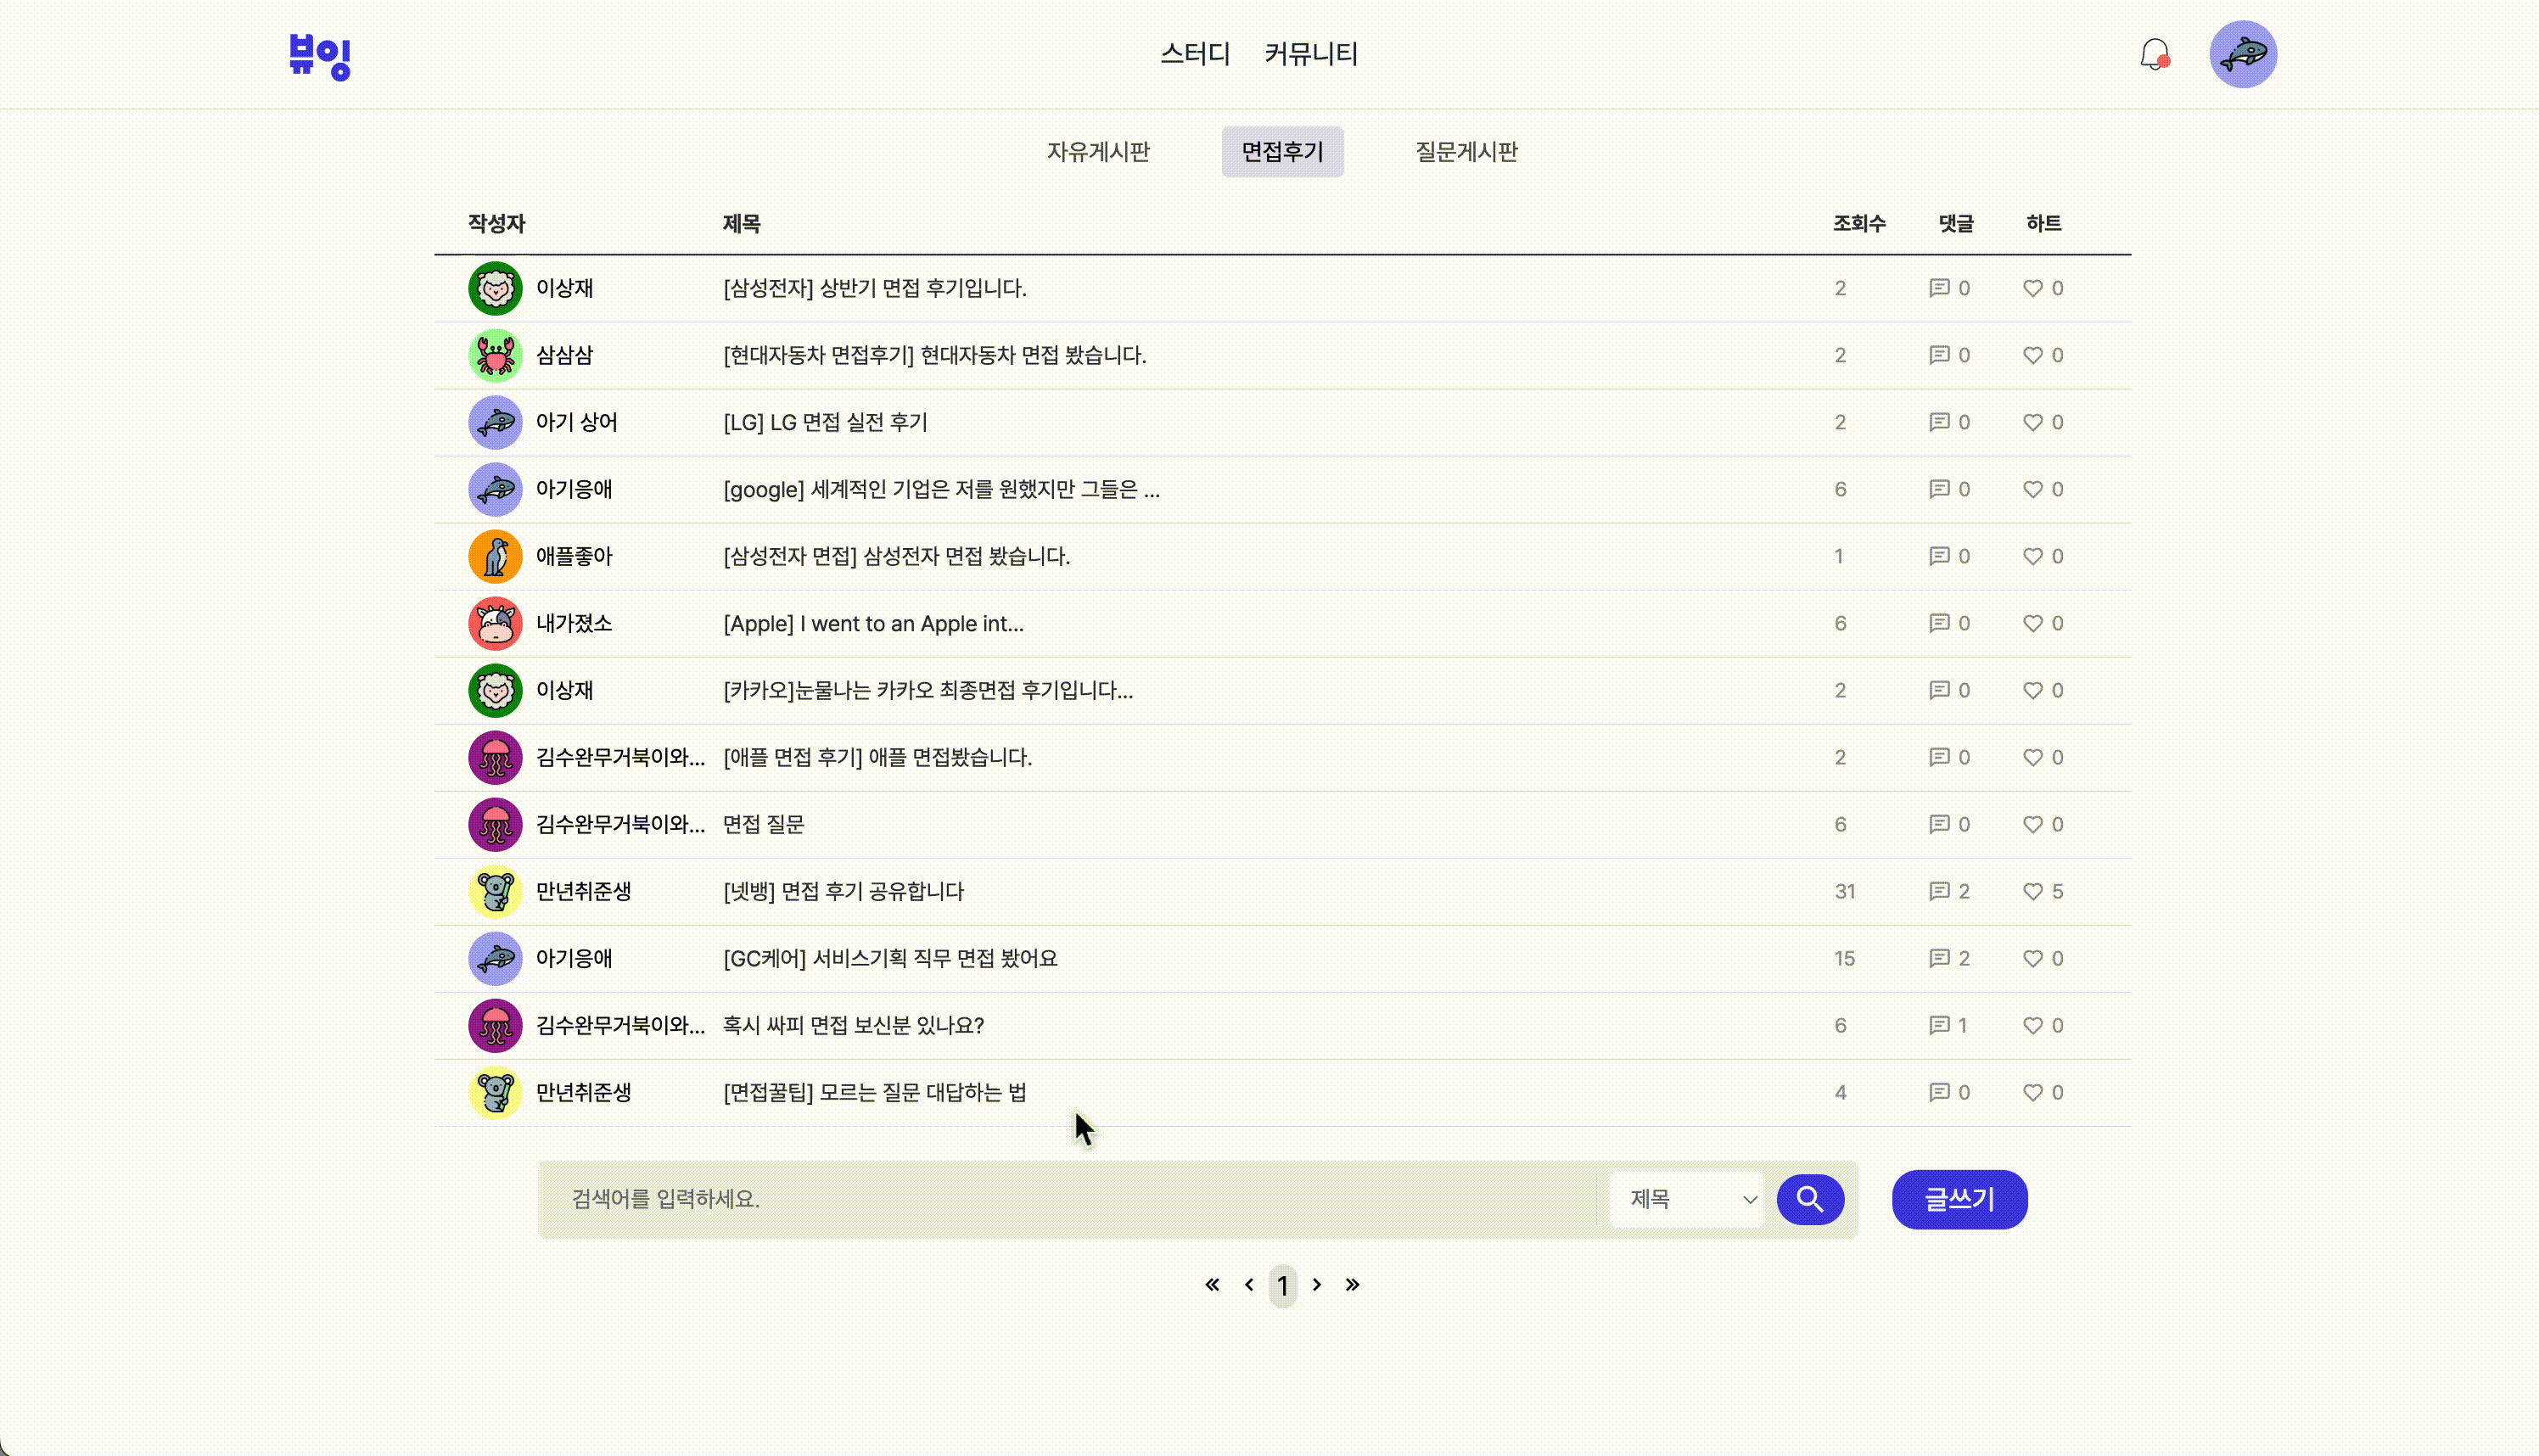 뷰잉
스터디 커뮤니티
자유게시판 면접후기 질문게시판
작성자 제목 조회수 댓글 하트
이상재 [삼성전자] 상반기 면접 후기입니다. 2 0 0
삼삼삼 [현대자동차 면접후기] 현대자동차 면접 봤습니다. 2 0 0
아기 상어 [LG] LG 면접 실전 후기 2 0 0
아기응애 [google] 세계적인 기업은 저를 원했지만 그들은 ... 6 0 0
애플좋아 [삼성전자 면접] 삼성전자 면접 봤습니다. 1 0 0
내가졌소 [Apple] I went to an Apple int... 6 0 0
이상재 [카카오]눈물나는 카카오 최종면접 후기입니다... 2 0 0
김수완무거북이와... [애플 면접 후기] 애플 면접봤습니다. 2 0 0
김수완무거북이와... 면접 질문 6 0 0
만년취준생 [넷뱅] 면접 후기 공유합니다 31 2 5
아기응애 [GC케어] 서비스기획 직무 면접 봤어요 15 2 0
김수완무거북이와... 혹시 싸피 면접 보신분 있나요? 6 1 0
만년취준생 [면접꿀팁] 모르는 질문 대답하는 법 4 0 0
검색어를 입력하세요. 제목 글쓰기
« ‹ 1 › »